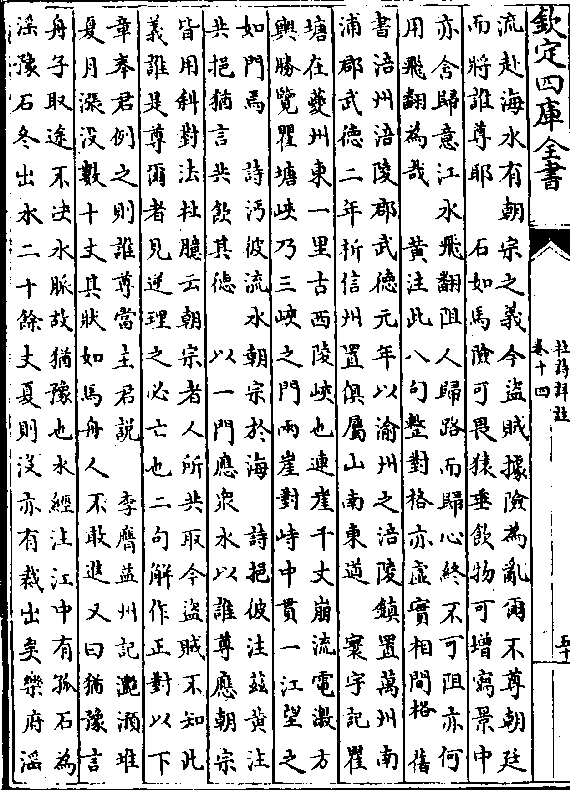 欽定四庫全書
杜詩詳註
卷十四
流赴海水有朝宗之義今盜賊據險為亂爾不尊朝廷
而將誰尊耶　石如馬險可畏猿垂飲物可增寫景中
亦含歸意江水飛翻阻人歸路而歸心終不可阻亦何
用飛翻為哉　黃注此八句整對格亦虛實相間格　舊
書涪州涪陵郡武德元年以渝州之涪陵鎮置萬州南
浦郡武德二年析信州置俱屬山南東道　寰宇記瞿
塘在夔州東一里古西陵峽也連崖千丈崩流電激方
輿勝覽瞿塘峽乃三峽之門兩崖對峙中貫一江望之
如門焉　詩沔彼流水朝宗於海　詩挹彼注茲黃注
共挹猶言共飲其德　以一門應衆水以誰尊應朝宗
皆用斜對法杜臆云朝宗者人所共取今盜賊不知此
義誰是尊爾者見逆理之必亡也二句解作正對以下
章奉君例之則誰尊當主君說　李膺益州記灧澦堆
夏月漲没數十丈其狀如馬舟人不敢進又曰猶豫言
舟子取途不決水脈故猶豫也水經注江中有孤石為
淫豫石冬出水二十餘丈夏則没亦有裁出矣樂府滛